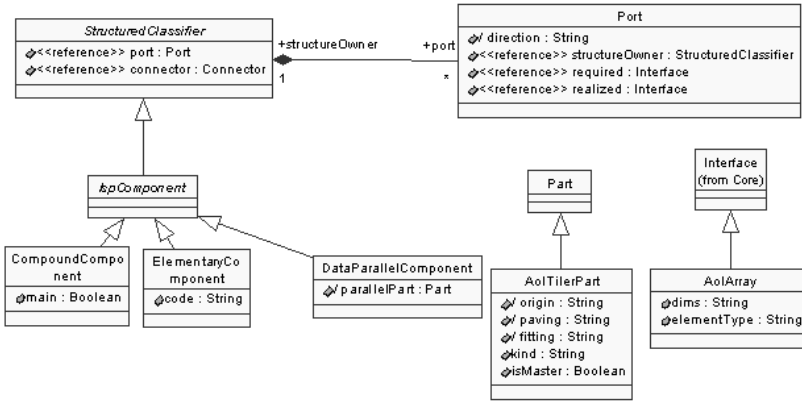 StructuredClassifier
<<reference>> port : Port
<<reference>> connector : Connector
+structureOwner
1
+port
*
Port
/ direction : String
<<reference>> structureOwner : StructuredClassifier
<<reference>> required : Interface
<<reference>> realized : Interface
IspComponent
Part
Interface
(from Core)
CompoundCompo
nent
main : Boolean
ElementaryCo
mponent
code : String
DataParallelComponent
/ parallelPart : Part
AolTilerPart
/ origin : String
/ paving : String
/ fitting : String
kind : String
isMaster : Boolean
AolArray
dims : String
elementType : String